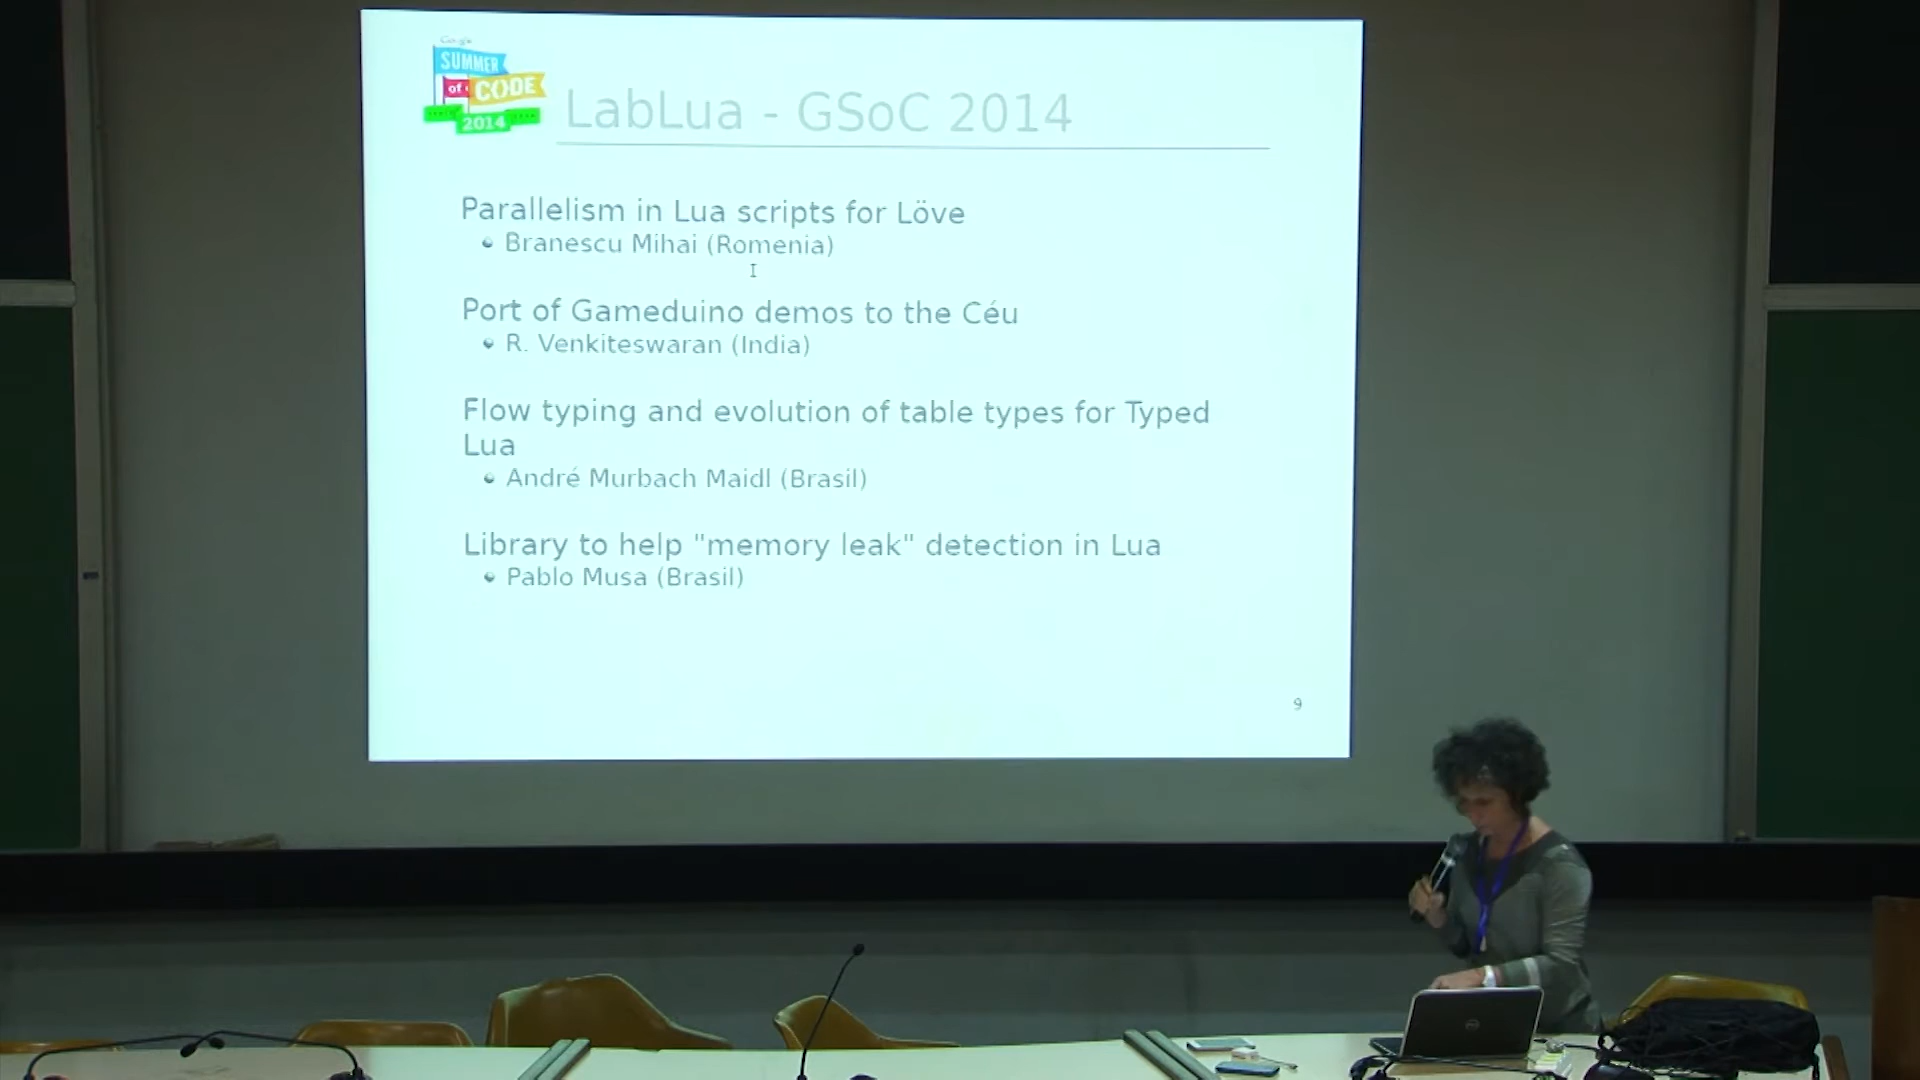 Google
SUMMER
of CODE
2014
LabLua - GSoC 2014
Parallelism in Lua scripts for Löve
Branescu Mihai (Romenia)
Port of Gameduino demos to the Céu
R. Venkiteswaran (India)
Flow typing and evolution of table types for Typed
Lua
André Murbach Maidl (Brasil)
Library to help "memory leak" detection in Lua
Pablo Musa (Brasil)
9